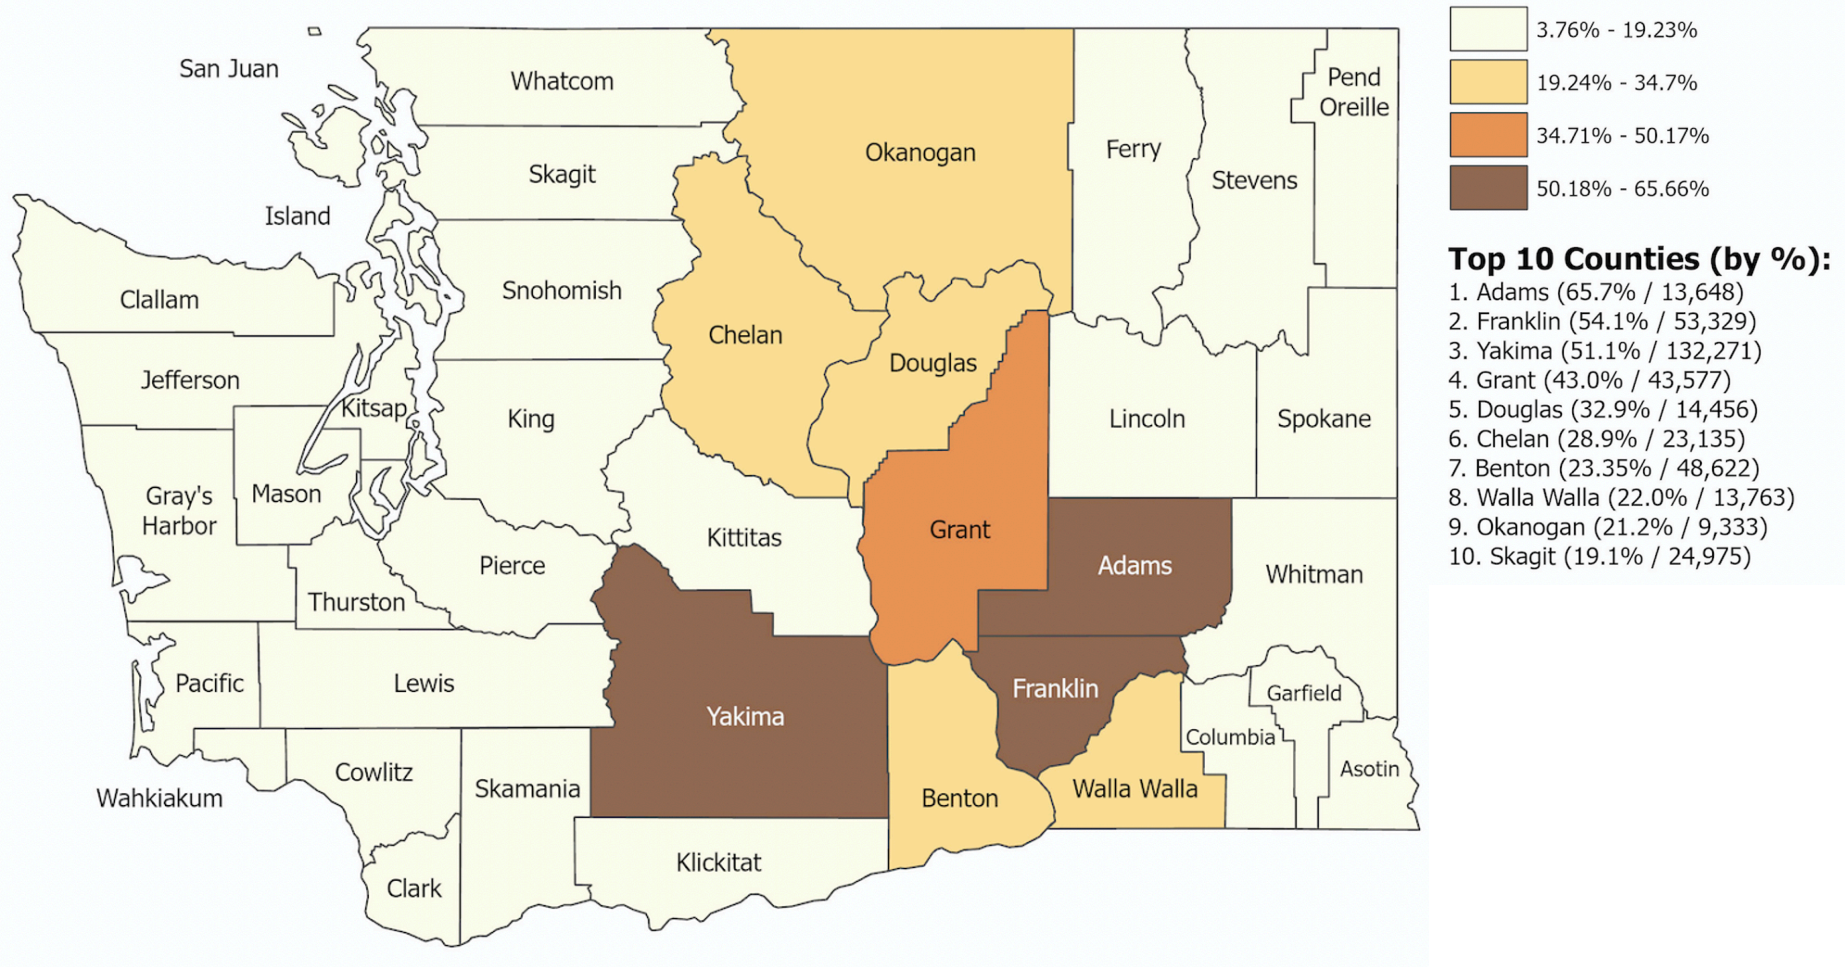 San Juan
Whatcom
Skagit
Okanogan
Ferry
Stevens
Pend
Oreille
Island
Clallam
Snohomish
Chelan
Douglas
Jefferson
Kitsap
King
Lincoln
Spokane
Gray's
Harbor
Mason
Kittitas
Grant
Pierce
Thurston
Adams
Whitman
Pacific
Lewis
Yakima
Franklin
Garfield
Columbia
Asotin
Wahkiakum
Cowlitz
Skamania
Benton
Walla Walla
Klickitat
Clark
3.76% - 19.23%
19.24% - 34.7%
34.71% - 50.17%
50.18% - 65.66%
Top 10 Counties (by %):
1. Adams (65.7% / 13,648)
2. Franklin (54.1% / 53,329)
3. Yakima (51.1% / 132,271)
4. Grant (43.0% / 43,577)
5. Douglas (32.9% / 14,456)
6. Chelan (28.9% / 23,135)
7. Benton (23.35% / 48,622)
8. Walla Walla (22.0% / 13,763)
9. Okanogan (21.2% / 9,333)
10. Skagit (19.1% / 24,975)